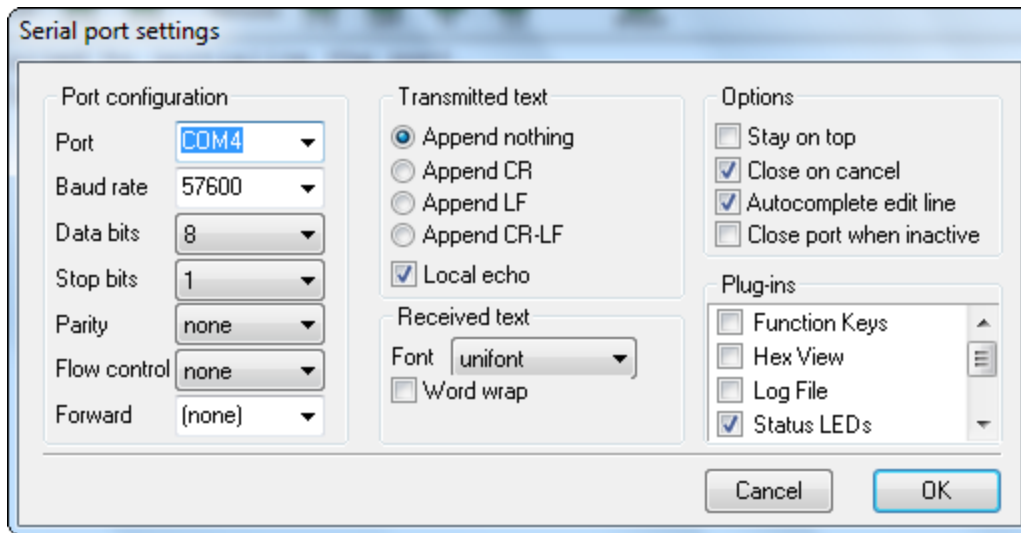 Serial port settings
Port configuration
Port COM4
Baud rate 57600
Data bits 8
Stop bits 1
Parity none
Flow control none
Forward (none)
Transmitted text
Append nothing
Append CR
Append LF
Append CR-LF
Local echo
Received text
Font unifont
Word wrap
Options
Stay on top
Close on cancel
Autocomplete edit line
Close port when inactive
Plug-ins
Function Keys
Hex View
Log File
Status LEDs
Cancel OK